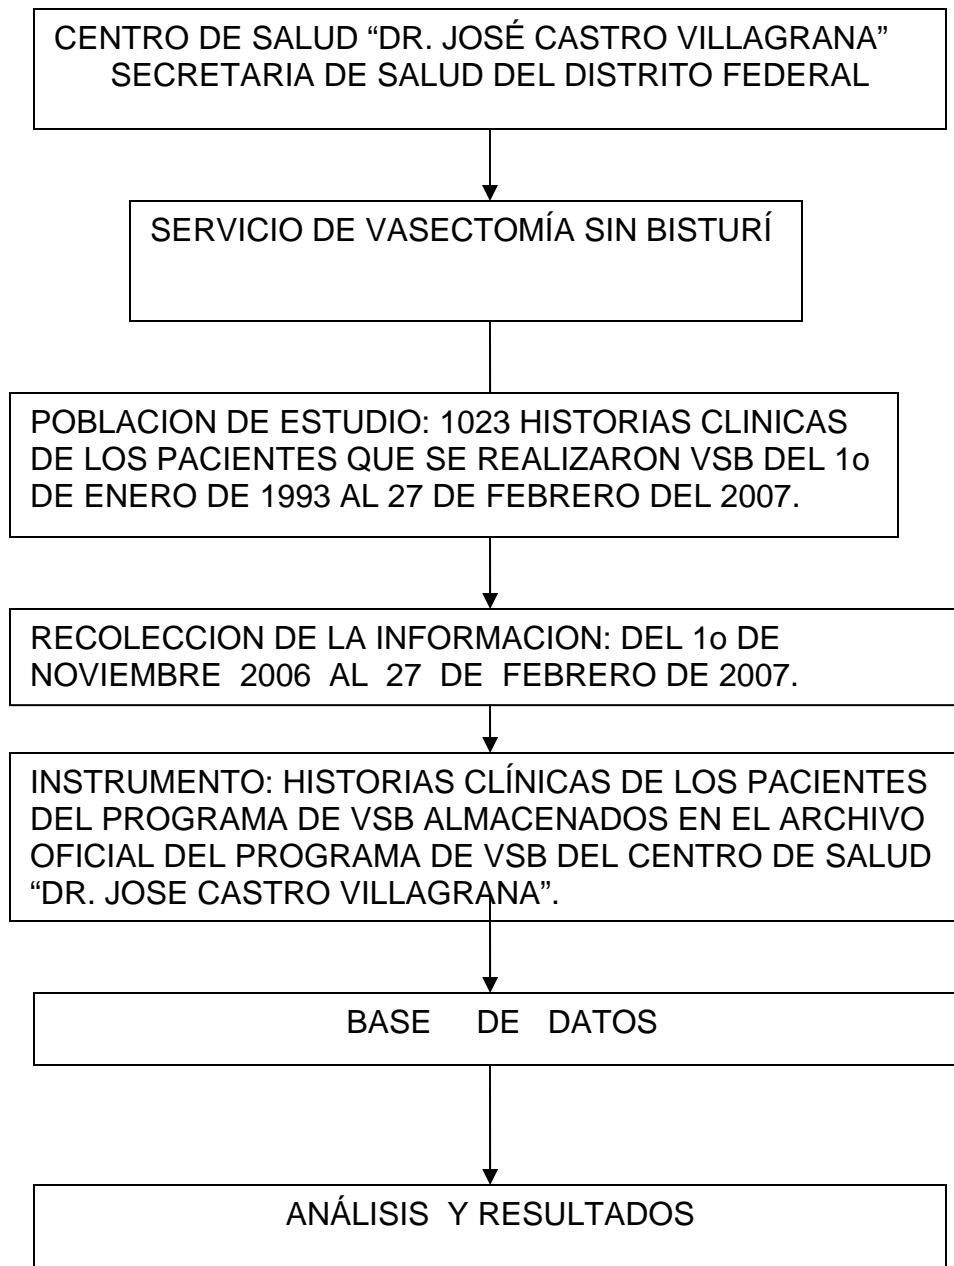 CENTRO DE SALUD “DR. JOSÉ CASTRO VILLAGRANA”
SECRETARIA DE SALUD DEL DISTRITO FEDERAL
SERVICIO DE VASECTOMÍA SIN BISTURÍ
POBLACION DE ESTUDIO: 1023 HISTORIAS CLINICAS
DE LOS PACIENTES QUE SE REALIZARON VSB DEL 1o
DE ENERO DE 1993 AL 27 DE FEBRERO DEL 2007.
RECOLECCION DE LA INFORMACION: DEL 1o DE
NOVIEMBRE 2006 AL 27 DE FEBRERO DE 2007.
INSTRUMENTO: HISTORIAS CLÍNICAS DE LOS PACIENTES
DEL PROGRAMA DE VSB ALMACENADOS EN EL ARCHIVO
OFICIAL DEL PROGRAMA DE VSB DEL CENTRO DE SALUD
“DR. JOSE CASTRO VILLAGRANA”.
BASE DE DATOS
ANÁLISIS Y RESULTADOS